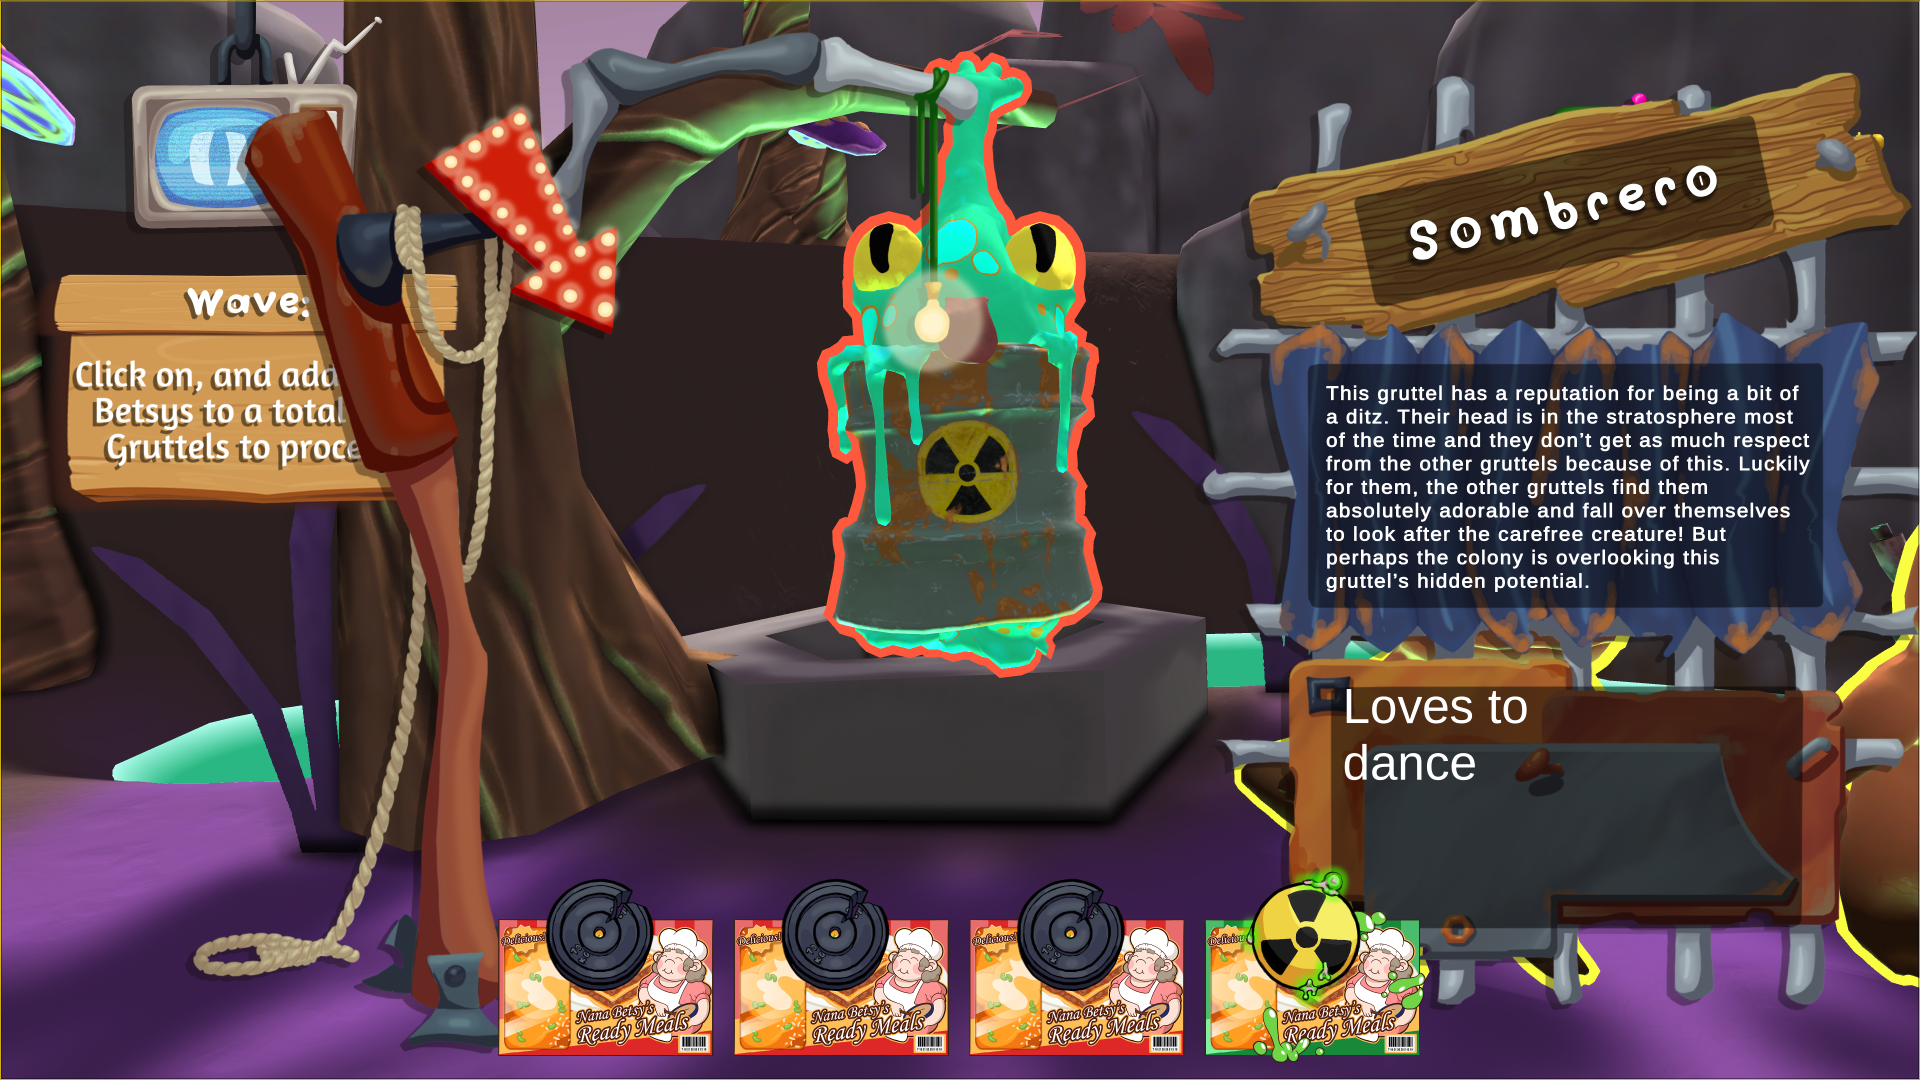 Wave:
Click on, and add
Betsys to a total
Gruttels to proce
Sombrero
This gruttel has a reputation for being a bit of
a ditz. Their head is in the stratosphere most
of the time and they don't get as much respect
from the other gruttels because of this. Luckily
for them, the other gruttels find them
absolutely adorable and fall over themselves
to look after the carefree creature! But
perhaps the colony is overlooking this
gruttel's hidden potential.
Loves to
dance
Delicious!
Nana Betsy's
Ready Meals
Delicious!
Nana Betsy's
Ready Meals
Delicious!
Nana Betsy's
Ready Meals
Nana Betsy's
Ready Meals